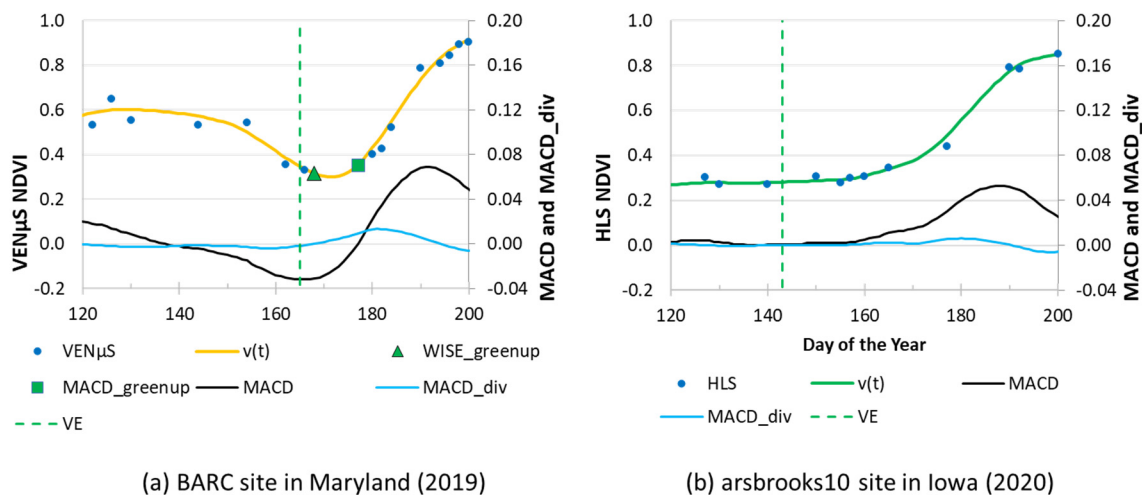 VENµS NDVI
1.0
0.8
0.6
0.4
0.2
0.0
-0.2
0.20
0.16
0.12
0.08
0.04
0.00
-0.04
MACD and MACD_div
120 140 160 180 200
VENµS v(t) WISE_greenup
MACD_greenup MACD MACD_div
VE
(a) BARC site in Maryland (2019)
HLS NDVI
1.0
0.8
0.6
0.4
0.2
0.0
-0.2
0.20
0.16
0.12
0.08
0.04
0.00
-0.04
MACD and MACD_div
120 140 160 180 200
Day of the Year
HLS v(t) MACD
MACD_div VE
(b) arsbrooks10 site in Iowa (2020)